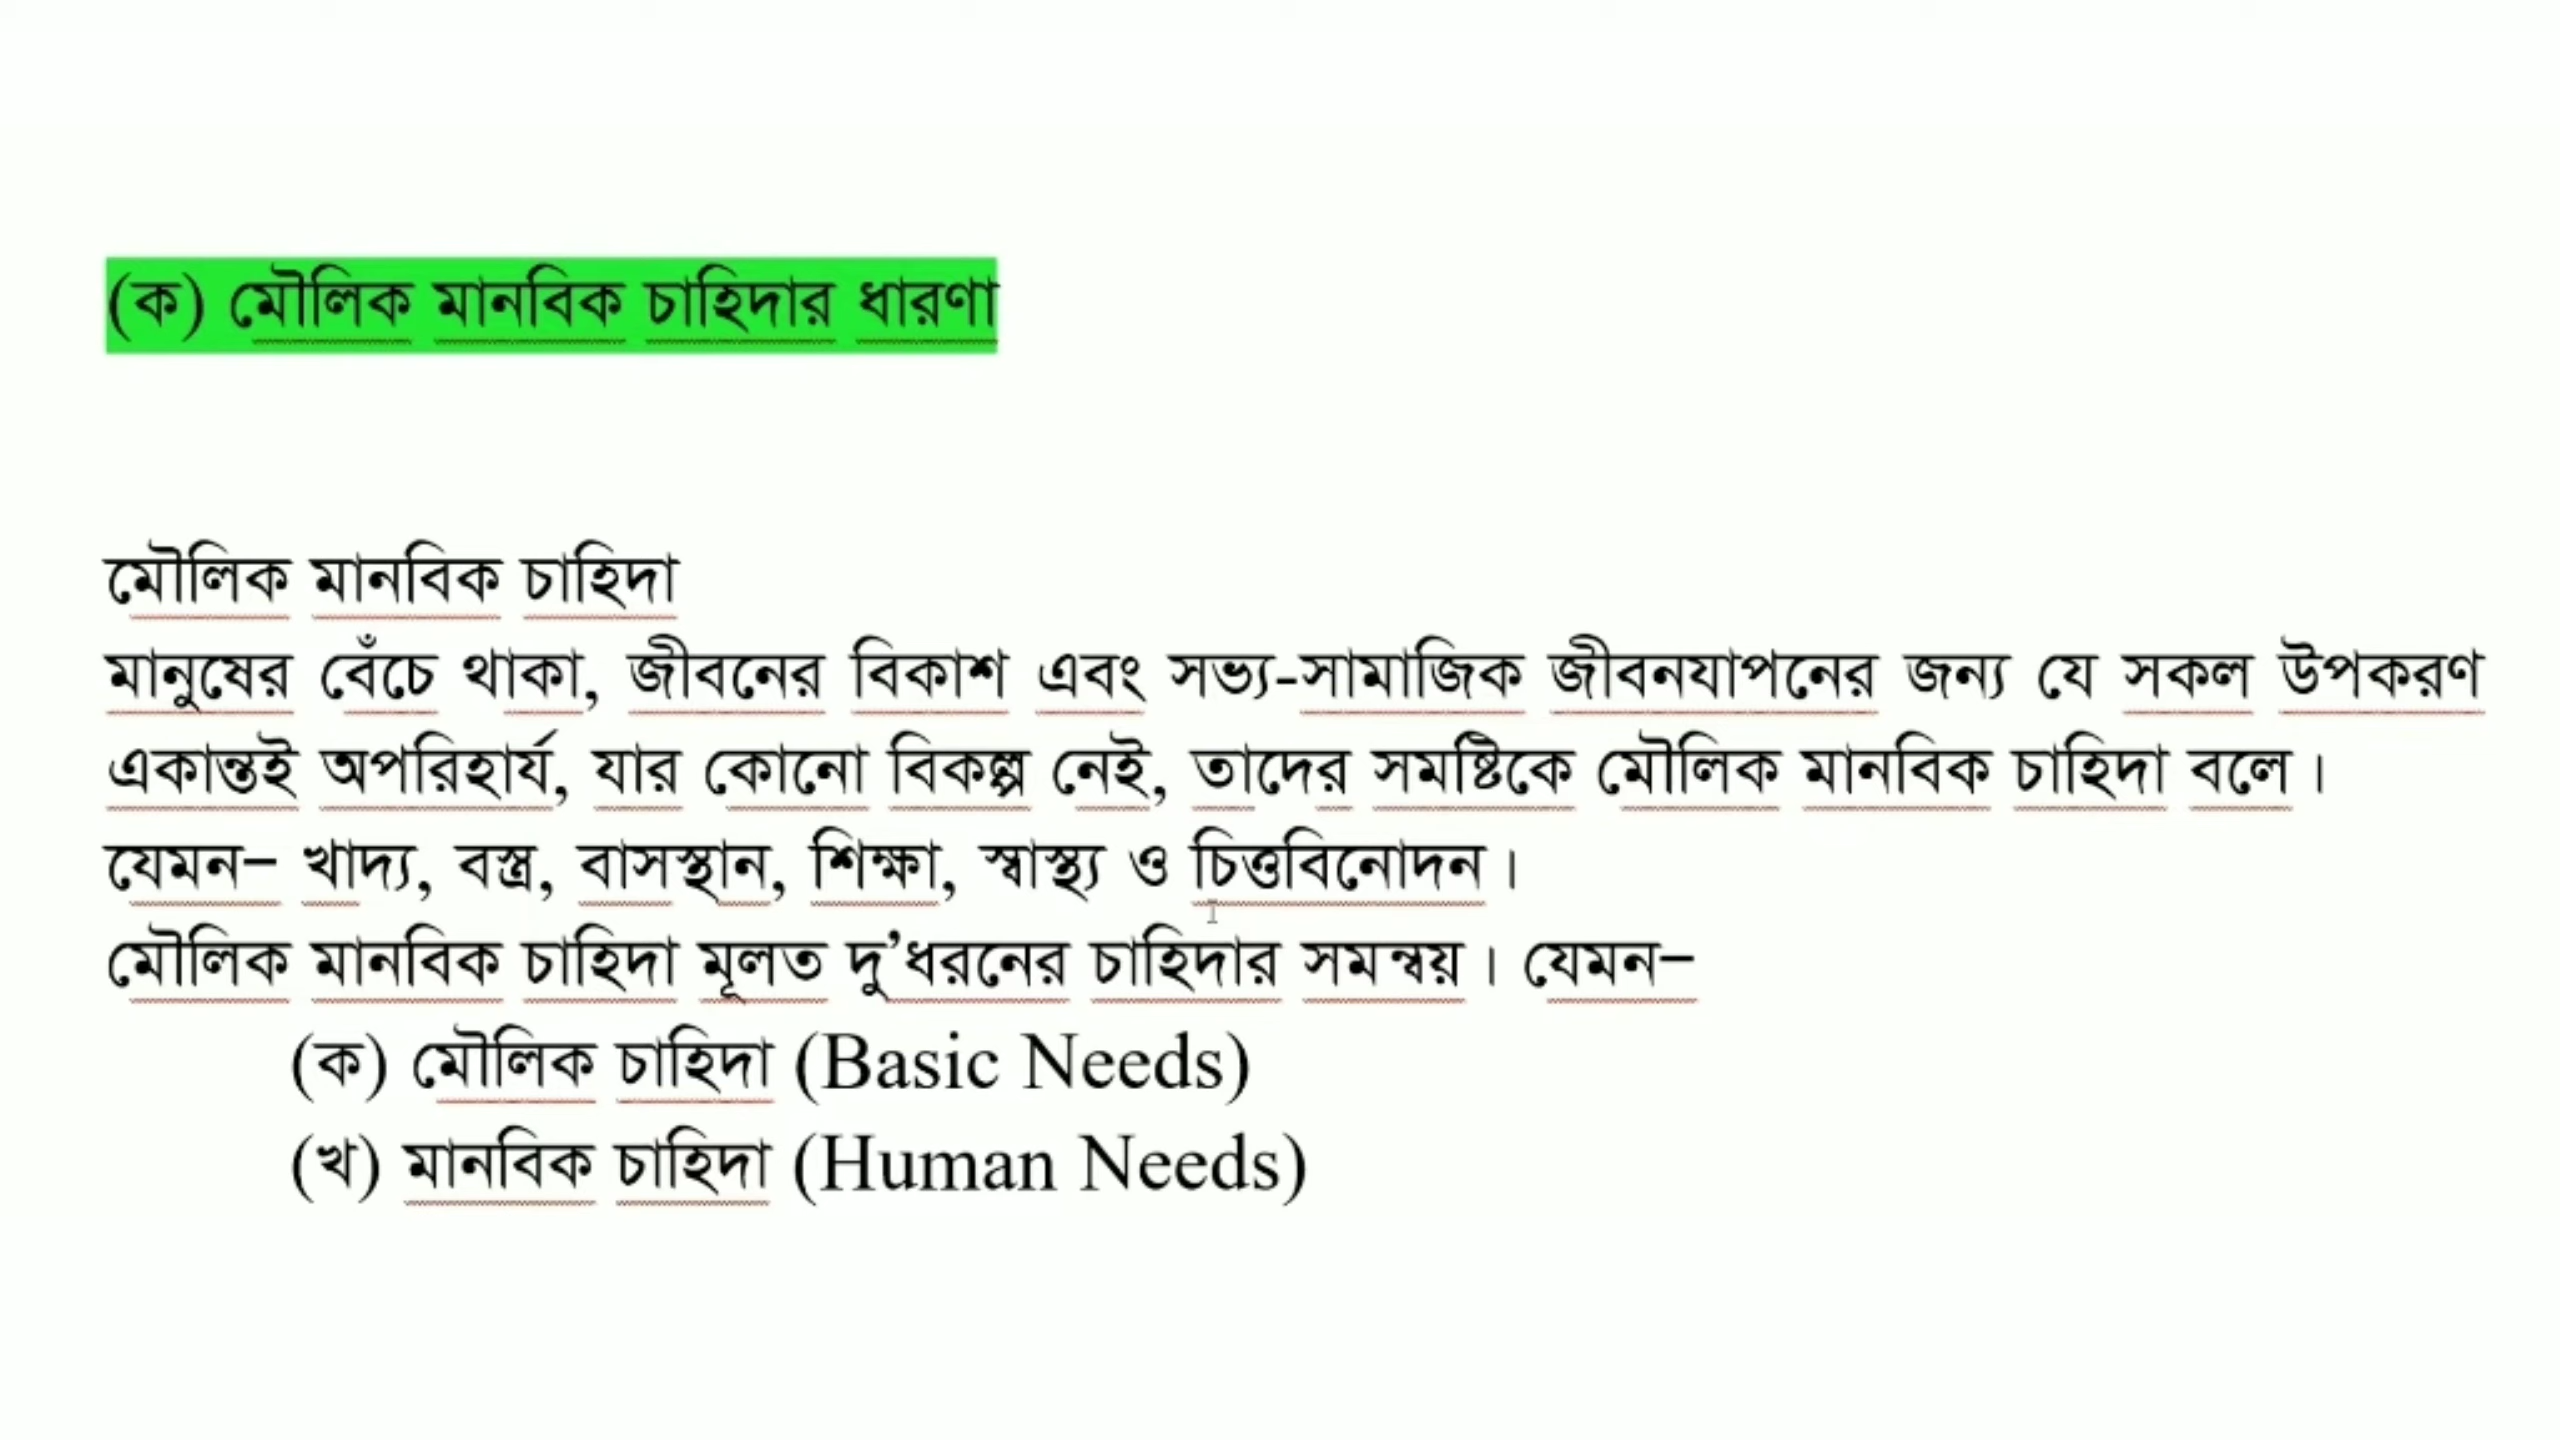 (ক) মৌলিক মানবিক চাহিদার ধারণা
মৌলিক মানবিক চাহিদা
মানুষের বেঁচে থাকা, জীবনের বিকাশ এবং সভ্য-সামাজিক জীবনযাপনের জন্য যে সকল উপকরণ
একান্তই অপরিহার্য, যার কোনো বিকল্প নেই, তাদের সমষ্টিকে মৌলিক মানবিক চাহিদা বলে।
যেমন– খাদ্য, বস্ত্র, বাসস্থান, শিক্ষা, স্বাস্থ্য ও চিত্তবিনোদন।
মৌলিক মানবিক চাহিদা মূলত দু’ধরনের চাহিদার সমন্বয়। যেমন–
(ক) মৌলিক চাহিদা (Basic Needs)
(খ) মানবিক চাহিদা (Human Needs)